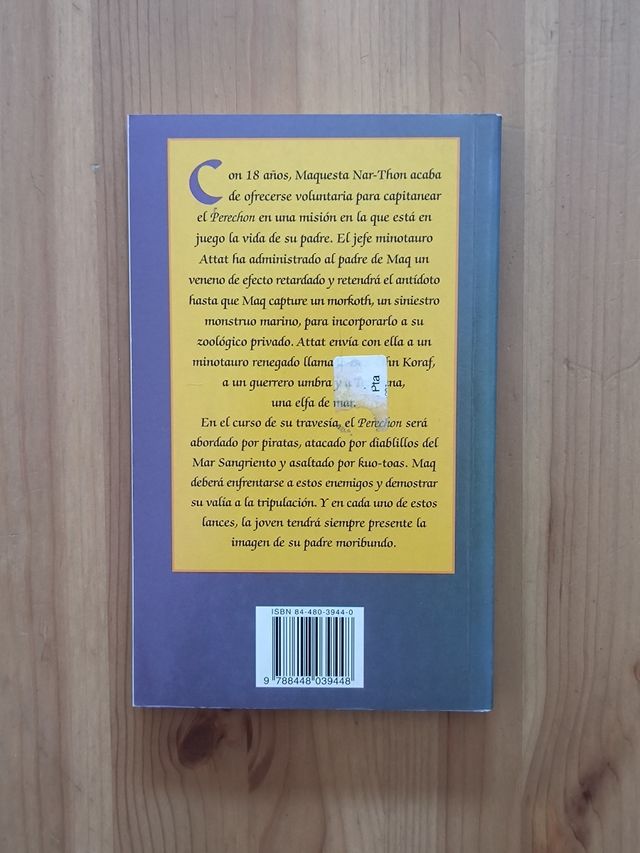 Con 18 años, Maquesta Nar-Thon acaba
de ofrecerse voluntaria para capitanear
el Perechon en una misión en la que está en
juego la vida de su padre. El jefe minotauro
Attat ha administrado al padre de Maq un
veneno de efecto retardado y retendrá el antídoto
hasta que Maq capture un morkoth, un siniestro
monstruo marino, para incorporarlo a su
zoológico privado. Attat envía con ella a un
minotauro renegado Koraf,
a un guerrero umbra y a
una elfa de mar.
En el curso de su travesía, el Perechon será
abordado por piratas, atacado por diablillos del
Mar Sangriento y asaltado por kuo-toas. Maq
deberá enfrentarse a estos enemigos y demostrar
su valía a la tripulación. Y en cada uno de estos
lances, la joven tendrá siempre presente la
imagen de su padre moribundo.
Pta
ISBN 84-480-3944-0
9 788448 039448